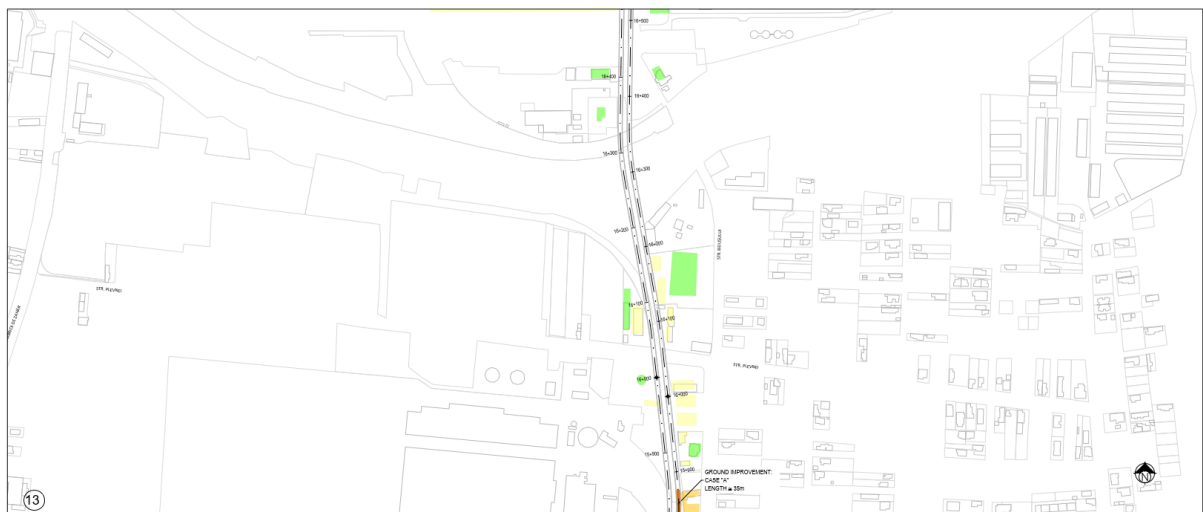 16+500
16+400
16+400
16+300
16+300
16+200
16+200
STR. PLEVNEI
16+100
16+100
STR. PLEVNEI
16+000
16+000
15+900
15+900
GROUND IMPROVEMENT:
CASE "A"
LENGTH ≅ 35m
N
13